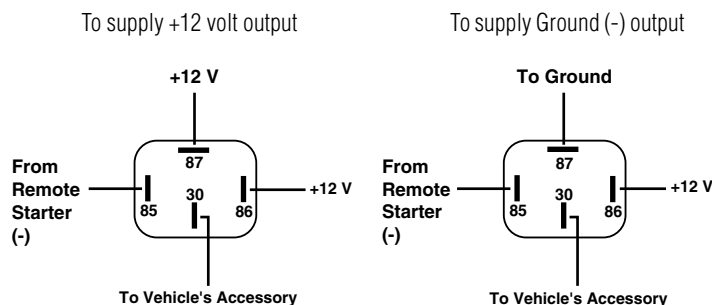 To supply +12 volt output
+12 V
From
Remote
Starter
(-)
87
30
85
86
+12 V
To Vehicle's Accessory
To supply Ground (-) output
To Ground
From
Remote
Starter
(-)
87
30
85
86
+12 V
To Vehicle's Accessory